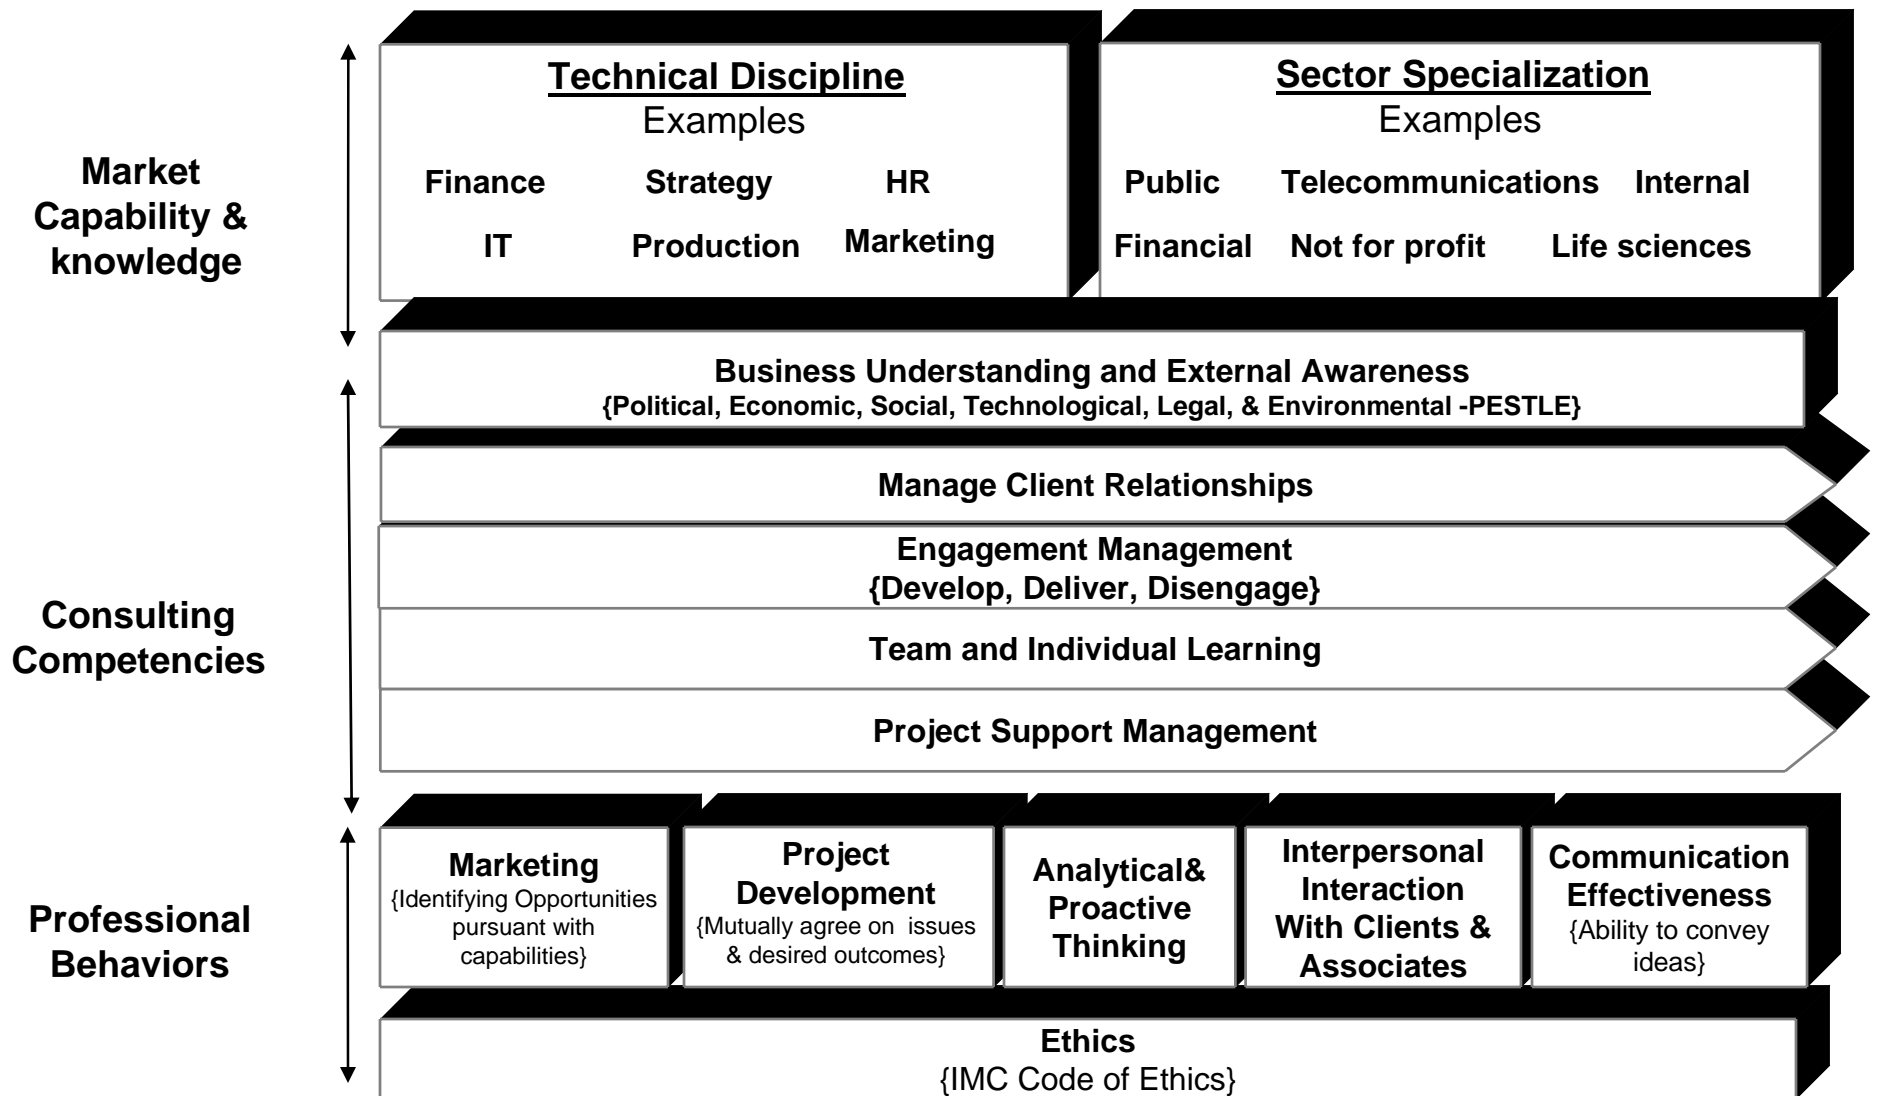 Market
Capability &
knowledge
Technical Discipline
Examples
Finance Strategy HR
IT Production Marketing
Sector Specialization
Examples
Public Telecommunications Internal
Financial Not for profit Life sciences
Business Understanding and External Awareness
{Political, Economic, Social, Technological, Legal, & Environmental -PESTLE}
Consulting
Competencies
Manage Client Relationships
Engagement Management
{Develop, Deliver, Disengage}
Team and Individual Learning
Project Support Management
Professional
Behaviors
Marketing
{Identifying Opportunities
pursuant with
capabilities}
Project
Development
{Mutually agree on issues
& desired outcomes}
Analytical&
Proactive
Thinking
Interpersonal
Interaction
With Clients &
Associates
Communication
Effectiveness
{Ability to convey
ideas}
Ethics
{IMC Code of Ethics}